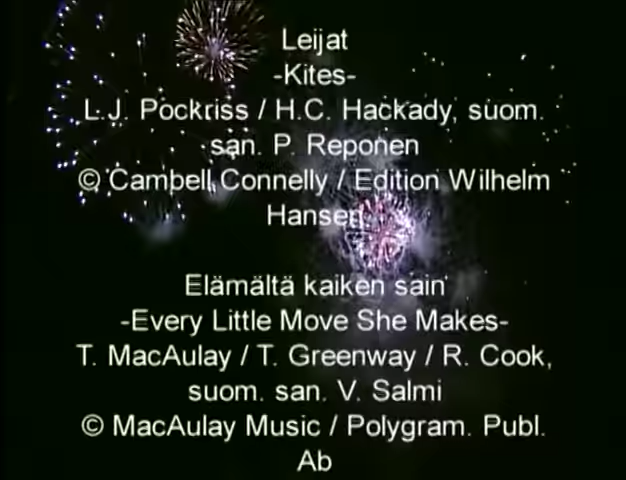 Leijat
-Kites-
L.J. Pockriss / H.C. Hackady, suom.
san. P. Reponen
© Cambell Connelly / Edition Wilhelm
Hansen
Elämältä kaiken sain
-Every Little Move She Makes-
T. MacAulay / T. Greenway / R. Cook,
suom. san. V. Salmi
© MacAulay Music / Polygram. Publ.
Ab